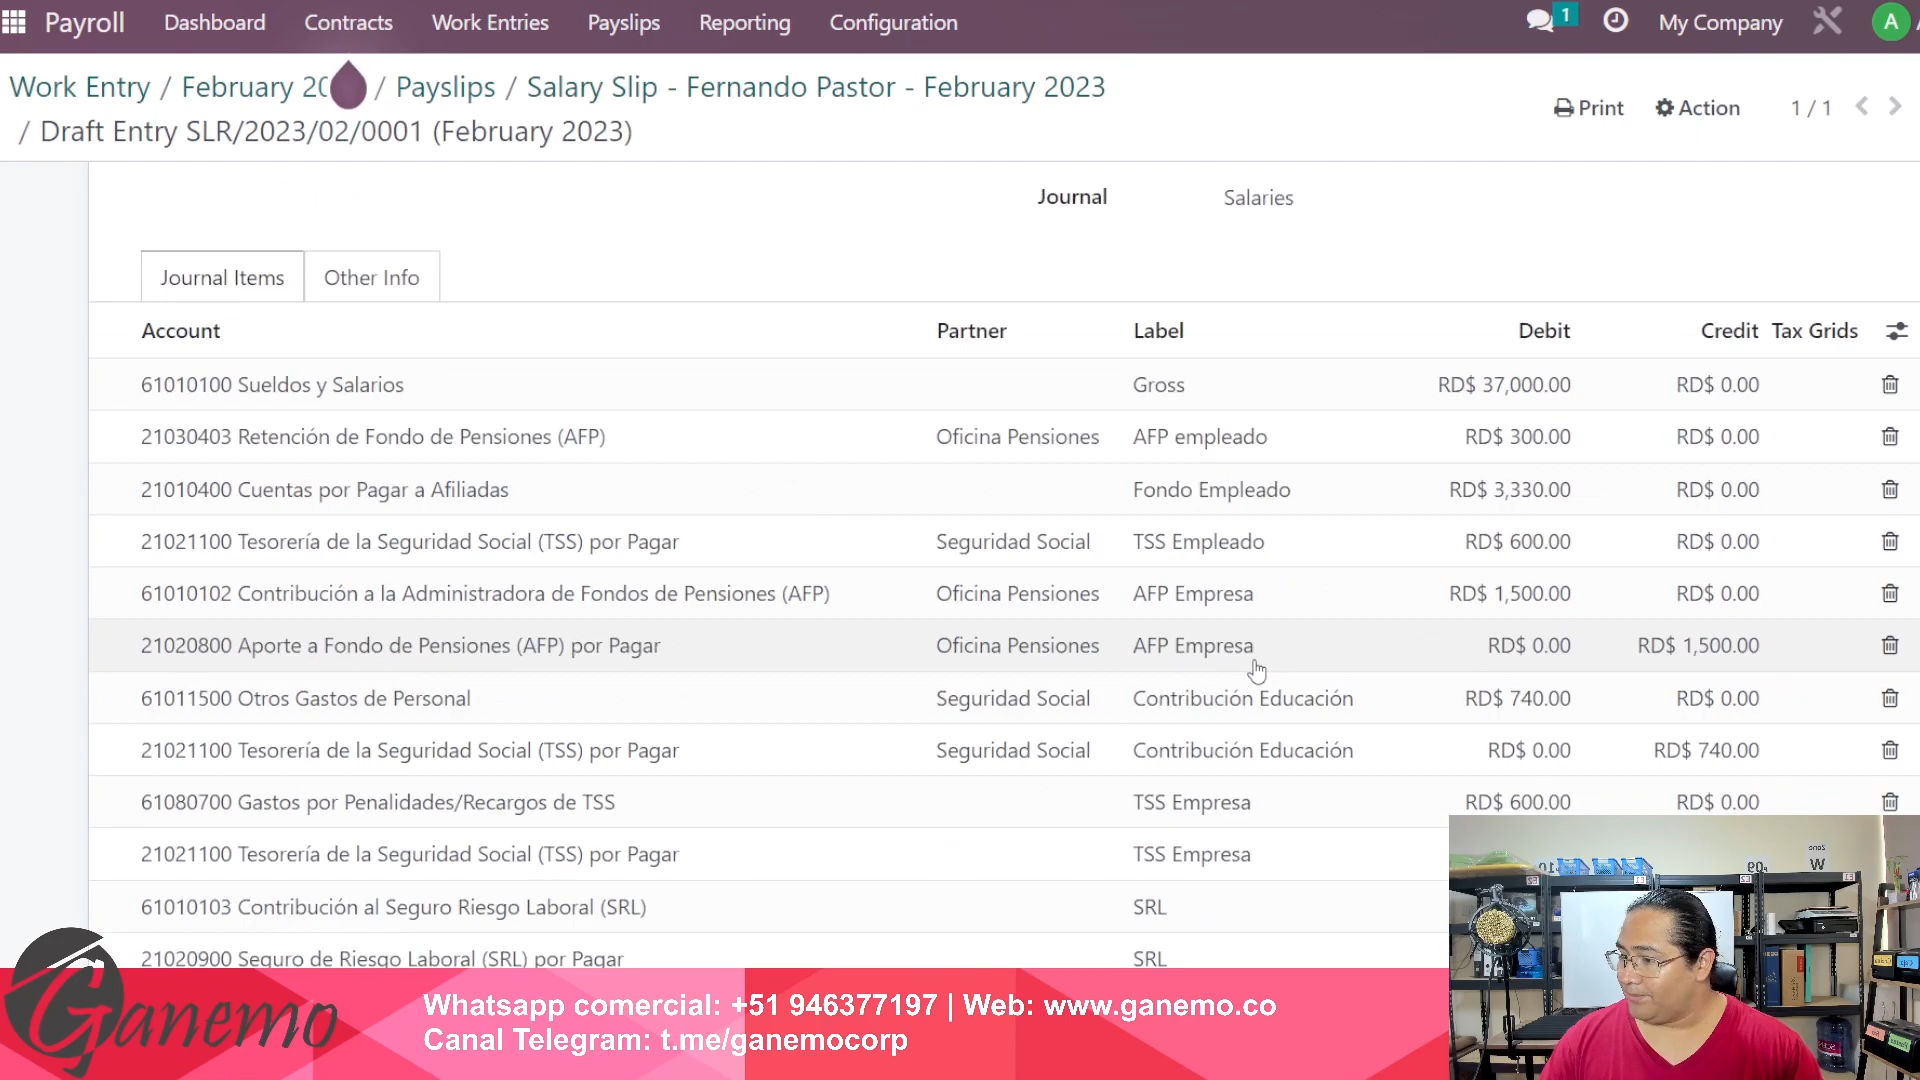 Payroll Dashboard Contracts Work Entries Payslips Reporting Configuration 1 My Company A
Work Entry / February 20 / Payslips / Salary Slip - Fernando Pastor - February 2023
/ Draft Entry SLR/2023/02/0001 (February 2023)
Print Action 1 / 1
Journal Salaries
Journal Items Other Info
Account Partner Label Debit Credit Tax Grids
61010100 Sueldos y Salarios Gross RD$ 37,000.00 RD$ 0.00
21030403 Retención de Fondo de Pensiones (AFP) Oficina Pensiones AFP empleado RD$ 300.00 RD$ 0.00
21010400 Cuentas por Pagar a Afiliadas Fondo Empleado RD$ 3,330.00 RD$ 0.00
21021100 Tesorería de la Seguridad Social (TSS) por Pagar Seguridad Social TSS Empleado RD$ 600.00 RD$ 0.00
61010102 Contribución a la Administradora de Fondos de Pensiones (AFP) Oficina Pensiones AFP Empresa RD$ 1,500.00 RD$ 0.00
21020800 Aporte a Fondo de Pensiones (AFP) por Pagar Oficina Pensiones AFP Empresa RD$ 0.00 RD$ 1,500.00
61011500 Otros Gastos de Personal Seguridad Social Contribución Educación RD$ 740.00 RD$ 0.00
21021100 Tesorería de la Seguridad Social (TSS) por Pagar Seguridad Social Contribución Educación RD$ 0.00 RD$ 740.00
61080700 Gastos por Penalidades/Recargos de TSS TSS Empresa RD$ 600.00 RD$ 0.00
21021100 Tesorería de la Seguridad Social (TSS) por Pagar TSS Empresa
61010103 Contribución al Seguro Riesgo Laboral (SRL) SRL
21020900 Seguro de Riesgo Laboral (SRL) por Pagar SRL
Ganemo
Whatsapp comercial: +51 946377197 | Web: www.ganemo.co
Canal Telegram: t.me/ganemocorp